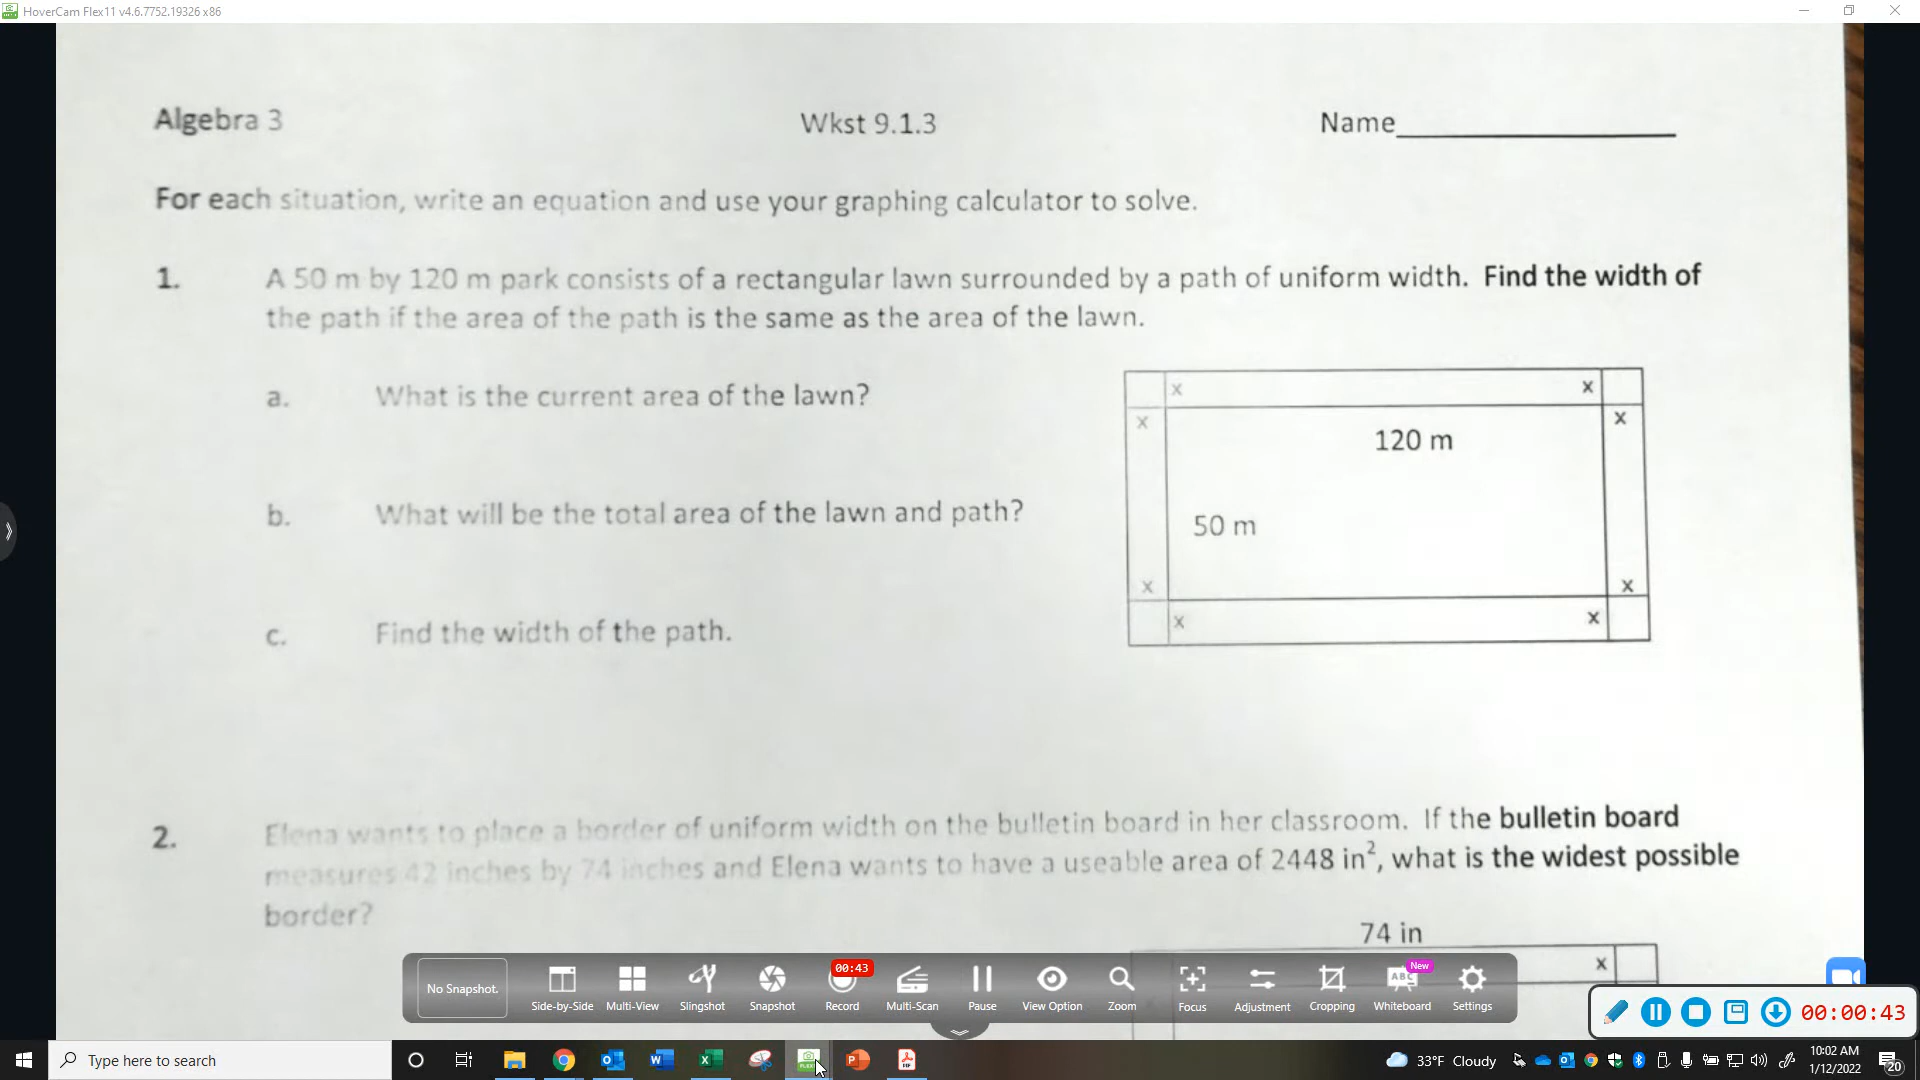 HoverCam Flex11 v4.6.7752.19326 x86
Algebra 3 Wkst 9.1.3 Name
For each situation, write an equation and use your graphing calculator to solve.
1. A 50 m by 120 m park consists of a rectangular lawn surrounded by a path of uniform width. Find the width of
the path if the area of the path is the same as the area of the lawn.
a. What is the current area of the lawn?
x x
x x
120 m
b. What will be the total area of the lawn and path?
50 m
x x
x x
c. Find the width of the path.
2. Elena wants to place a border of uniform width on the bulletin board in her classroom. If the bulletin board
measures 42 inches by 74 inches and Elena wants to have a useable area of 2448 in², what is the widest possible
border?
74 in
x
No Snapshot.
00:43
New
ABC
Side-by-Side Multi-View Slingshot Snapshot Record Multi-Scan Pause View Option Zoom Focus Adjustment Cropping Whiteboard Settings
00:00:43
Type here to search
33°F Cloudy
10:02 AM
1/12/2022
20